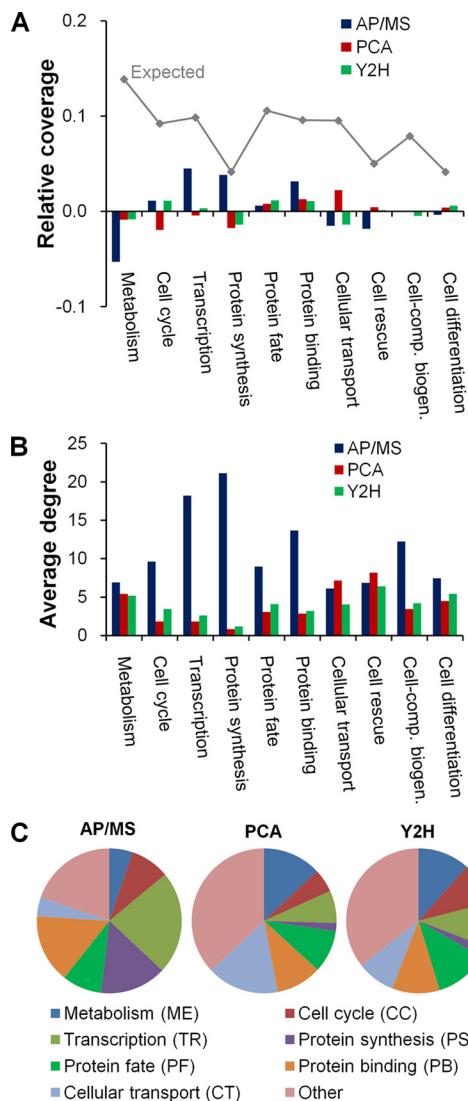 A
0.2
0.1
0.0
-0.1
Relative coverage
AP/MS
PCA
Y2H
Expected
Metabolism
Cell cycle
Transcription
Protein synthesis
Protein fate
Protein binding
Cellular transport
Cell rescue
Cell-comp. biogen.
Cell differentiation
B
25
20
15
10
5
0
Average degree
AP/MS
PCA
Y2H
Metabolism
Cell cycle
Transcription
Protein synthesis
Protein fate
Protein binding
Cellular transport
Cell rescue
Cell-comp. biogen.
Cell differentiation
C
AP/MS
PCA
Y2H
Metabolism (ME)
Cell cycle (CC)
Transcription (TR)
Protein synthesis (PS
Protein fate (PF)
Protein binding (PB)
Cellular transport (CT)
Other